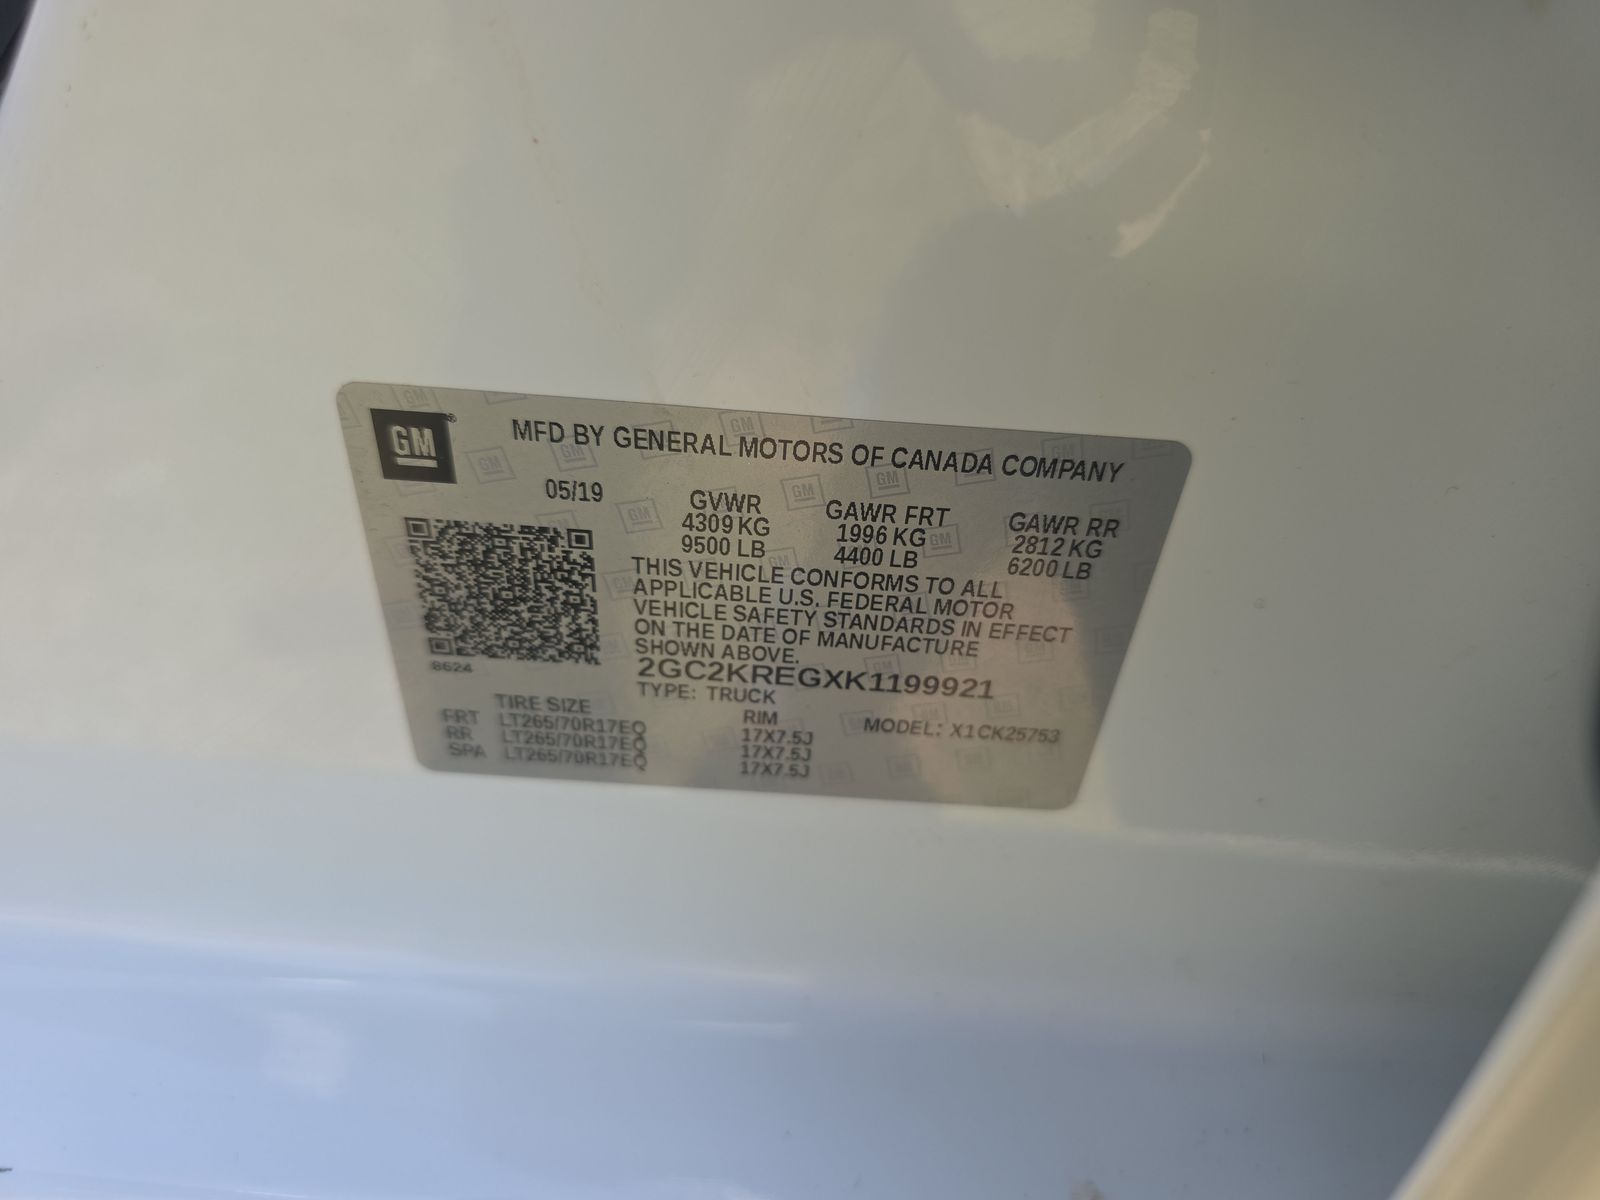 GM
MFD BY GENERAL MOTORS OF CANADA COMPANY
05/19
GVWR GAWR FRT GAWR RR
4309 KG 1996 KG 2812 KG
9500 LB 4400 LB 6200 LB
THIS VEHICLE CONFORMS TO ALL
APPLICABLE U.S. FEDERAL MOTOR
VEHICLE SAFETY STANDARDS IN EFFECT
ON THE DATE OF MANUFACTURE
SHOWN ABOVE.
8624
2GC2KREGXK1199921
TYPE: TRUCK
TIRE SIZE RIM MODEL: X1CK25753
FRT LT265/70R17EQ 17X7.5J
RR LT265/70R17EQ 17X7.5J
SPA LT265/70R17EQ 17X7.5J